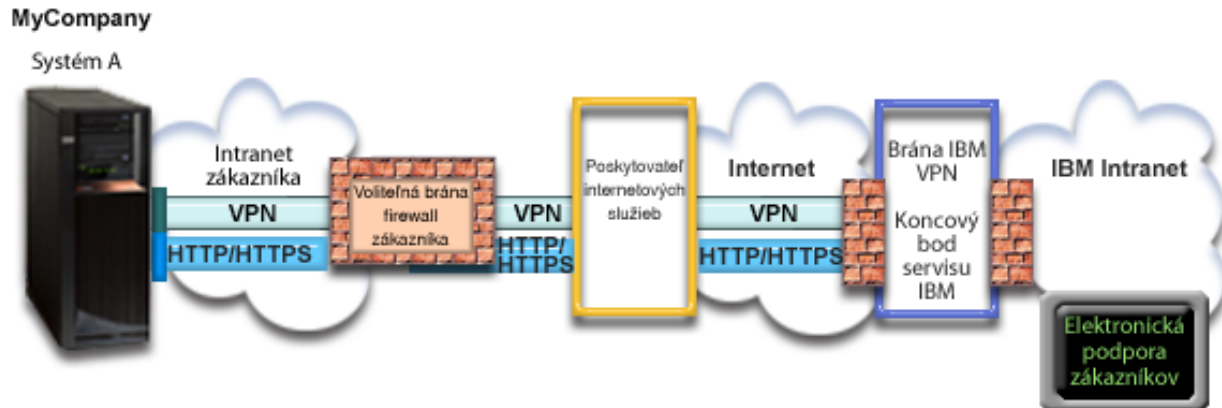 MyCompany
Systém A
Intranet
zákazníka
VPN
HTTP/HTTPS
Voliteľná brána
firewall
zákazníka
VPN
HTTP/
HTTPS
Poskytovateľ
internetových
služieb
Internet
VPN
HTTP/HTTPS
Brána IBM
VPN
Koncový
bod
servisu
IBM
IBM Intranet
Elektronická
podpora
zákazníkov